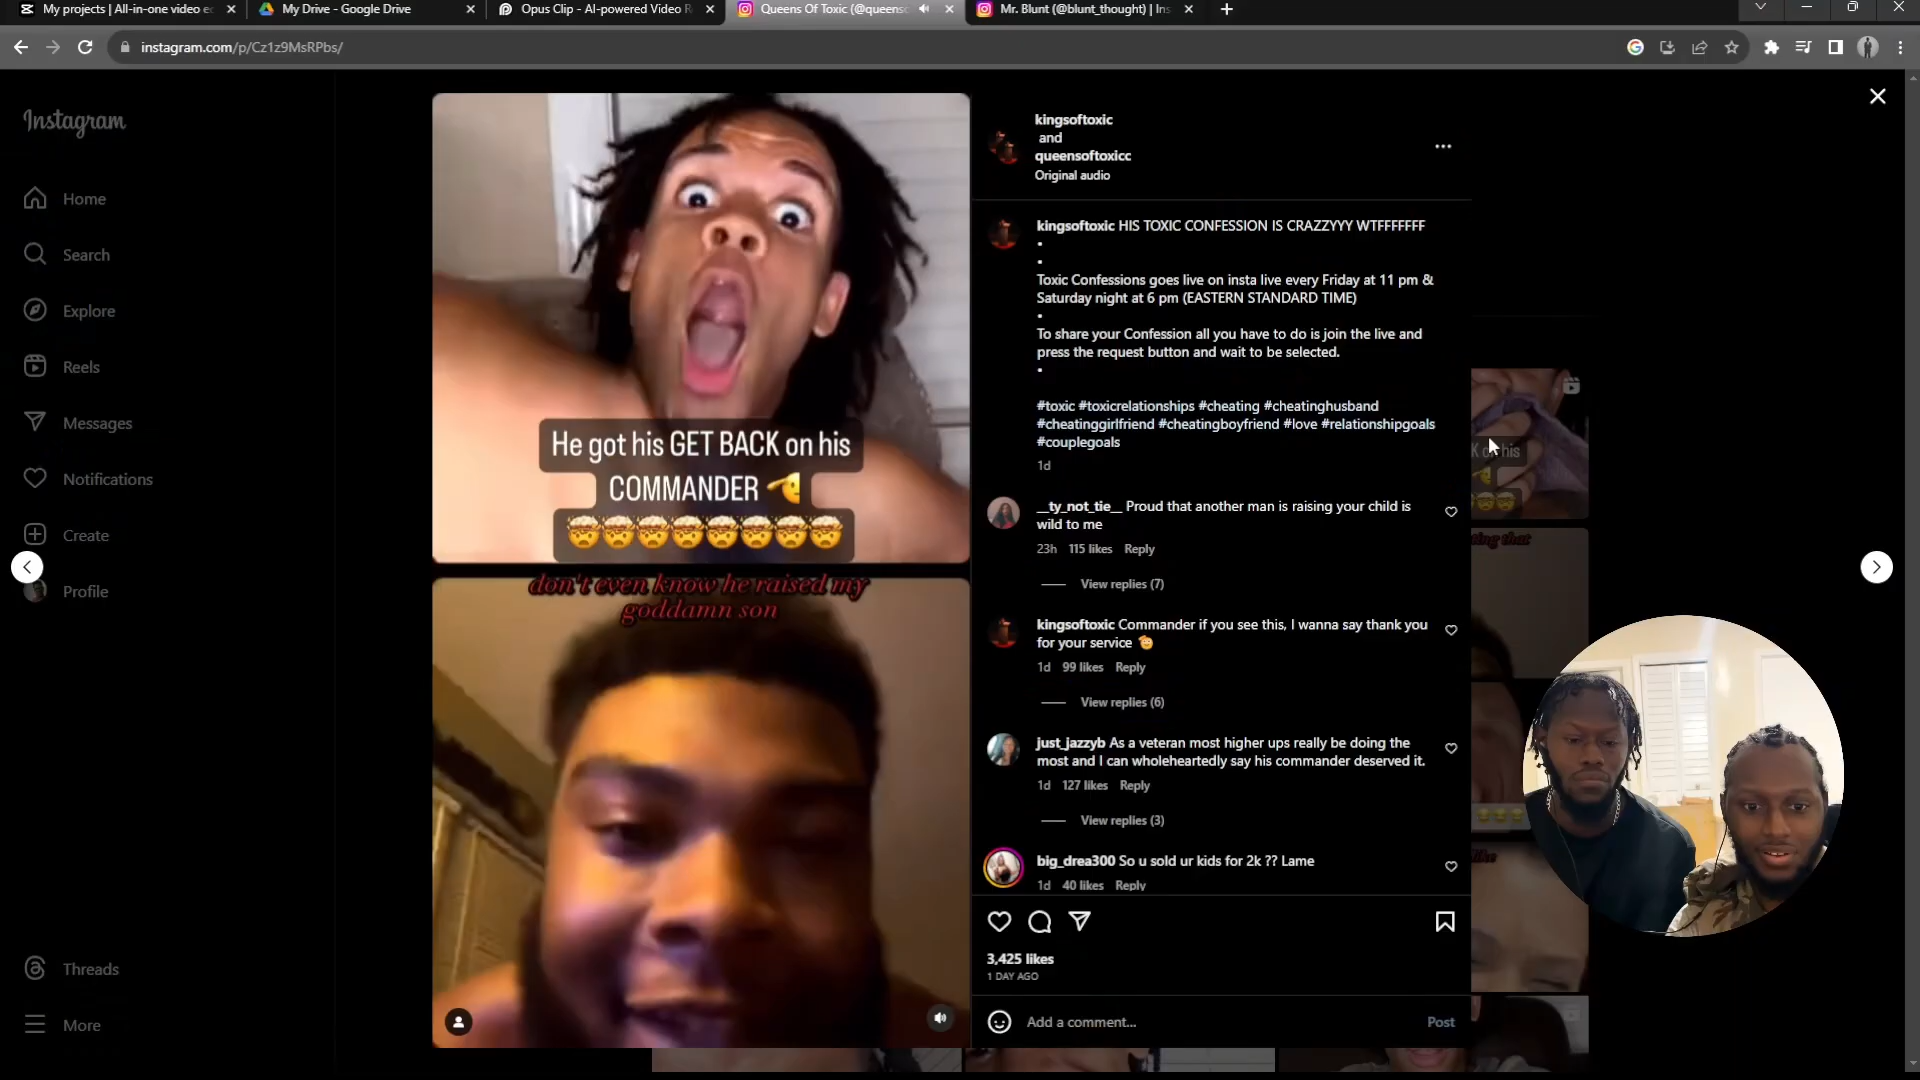 My projects | All-in-one video e
My Drive - Google Drive
Opus Clip - AI-powered Video R
Queens Of Toxic (@queenso
Mr. Blunt (@blunt_thought) | Ins
instagram.com/p/Cz1z9MsRPbs/
Instagram
Home
Search
Explore
Reels
Messages
Notifications
Create
Profile
Threads
More
He got his GET BACK on his
COMMANDER 🫡
🤯🤯🤯🤯🤯🤯🤯🤯
don't even know he raised my
goddamn son
kingsoftoxic
and
queensoftoxicc
Original audio
kingsoftoxic HIS TOXIC CONFESSION IS CRAZZYYY WTFFFFFFF
•
•
Toxic Confessions goes live on insta live every Friday at 11 pm &
Saturday night at 6 pm (EASTERN STANDARD TIME)
•
To share your Confession all you have to do is join the live and
press the request button and wait to be selected.
•
#toxic #toxicrelationships #cheating #cheatinghusband
#cheatinggirlfriend #cheatingboyfriend #love #relationshipgoals
#couplegoals
1d
__ty_not_tie__ Proud that another man is raising your child is
wild to me
23h 115 likes Reply
View replies (7)
kingsoftoxic Commander if you see this, I wanna say thank you
for your service 🫡
1d 99 likes Reply
View replies (6)
just_jazzyb As a veteran most higher ups really be doing the
most and I can wholeheartedly say his commander deserved it.
1d 127 likes Reply
View replies (3)
big_drea300 So u sold ur kids for 2k ?? Lame
1d 40 likes Reply
3,425 likes
1 DAY AGO
Add a comment...
Post